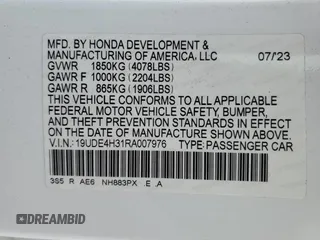 MFD. BY HONDA DEVELOPMENT &
MANUFACTURING OF AMERICA, LLC 07/23
GVWR 1850KG (4078LBS)
GAWR F 1000KG (2204LBS)
GAWR R 865KG (1906LBS)
THIS VEHICLE CONFORMS TO ALL APPLICABLE
FEDERAL MOTOR VEHICLE SAFETY, BUMPER,
AND THEFT PREVENTION STANDARDS IN EFFECT
ON THE DATE OF MANUFACTURE SHOWN ABOVE.
V.I.N.: 19UDE4H31RA007976 TYPE: PASSENGER CAR
3S5 R AE6 NH883PX .E .A
DREAMBID